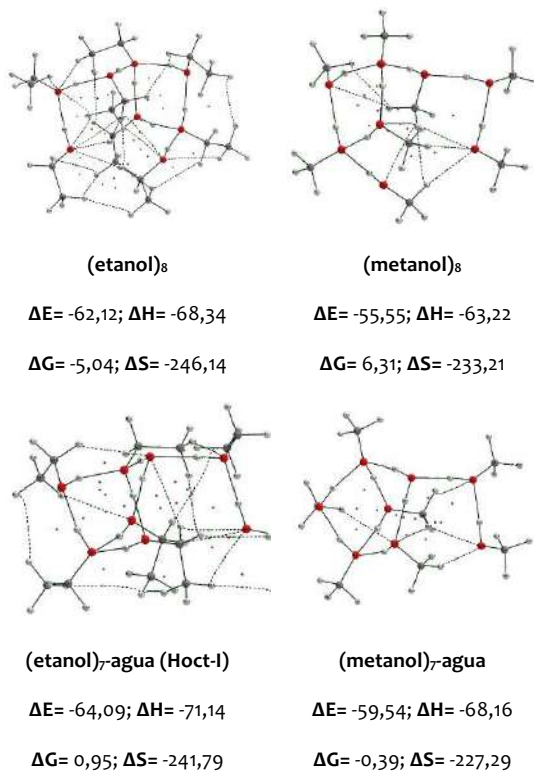 (etanol)₈ (metanol)₈
ΔE= -62,12; ΔH= -68,34 ΔE= -55,55; ΔH= -63,22
ΔG= -5,04; ΔS= -246,14 ΔG= 6,31; ΔS= -233,21
(etanol)₇-agua (Hoct-I) (metanol)₇-agua
ΔE= -64,09; ΔH= -71,14 ΔE= -59,54; ΔH= -68,16
ΔG= 0,95; ΔS= -241,79 ΔG= -0,39; ΔS= -227,29